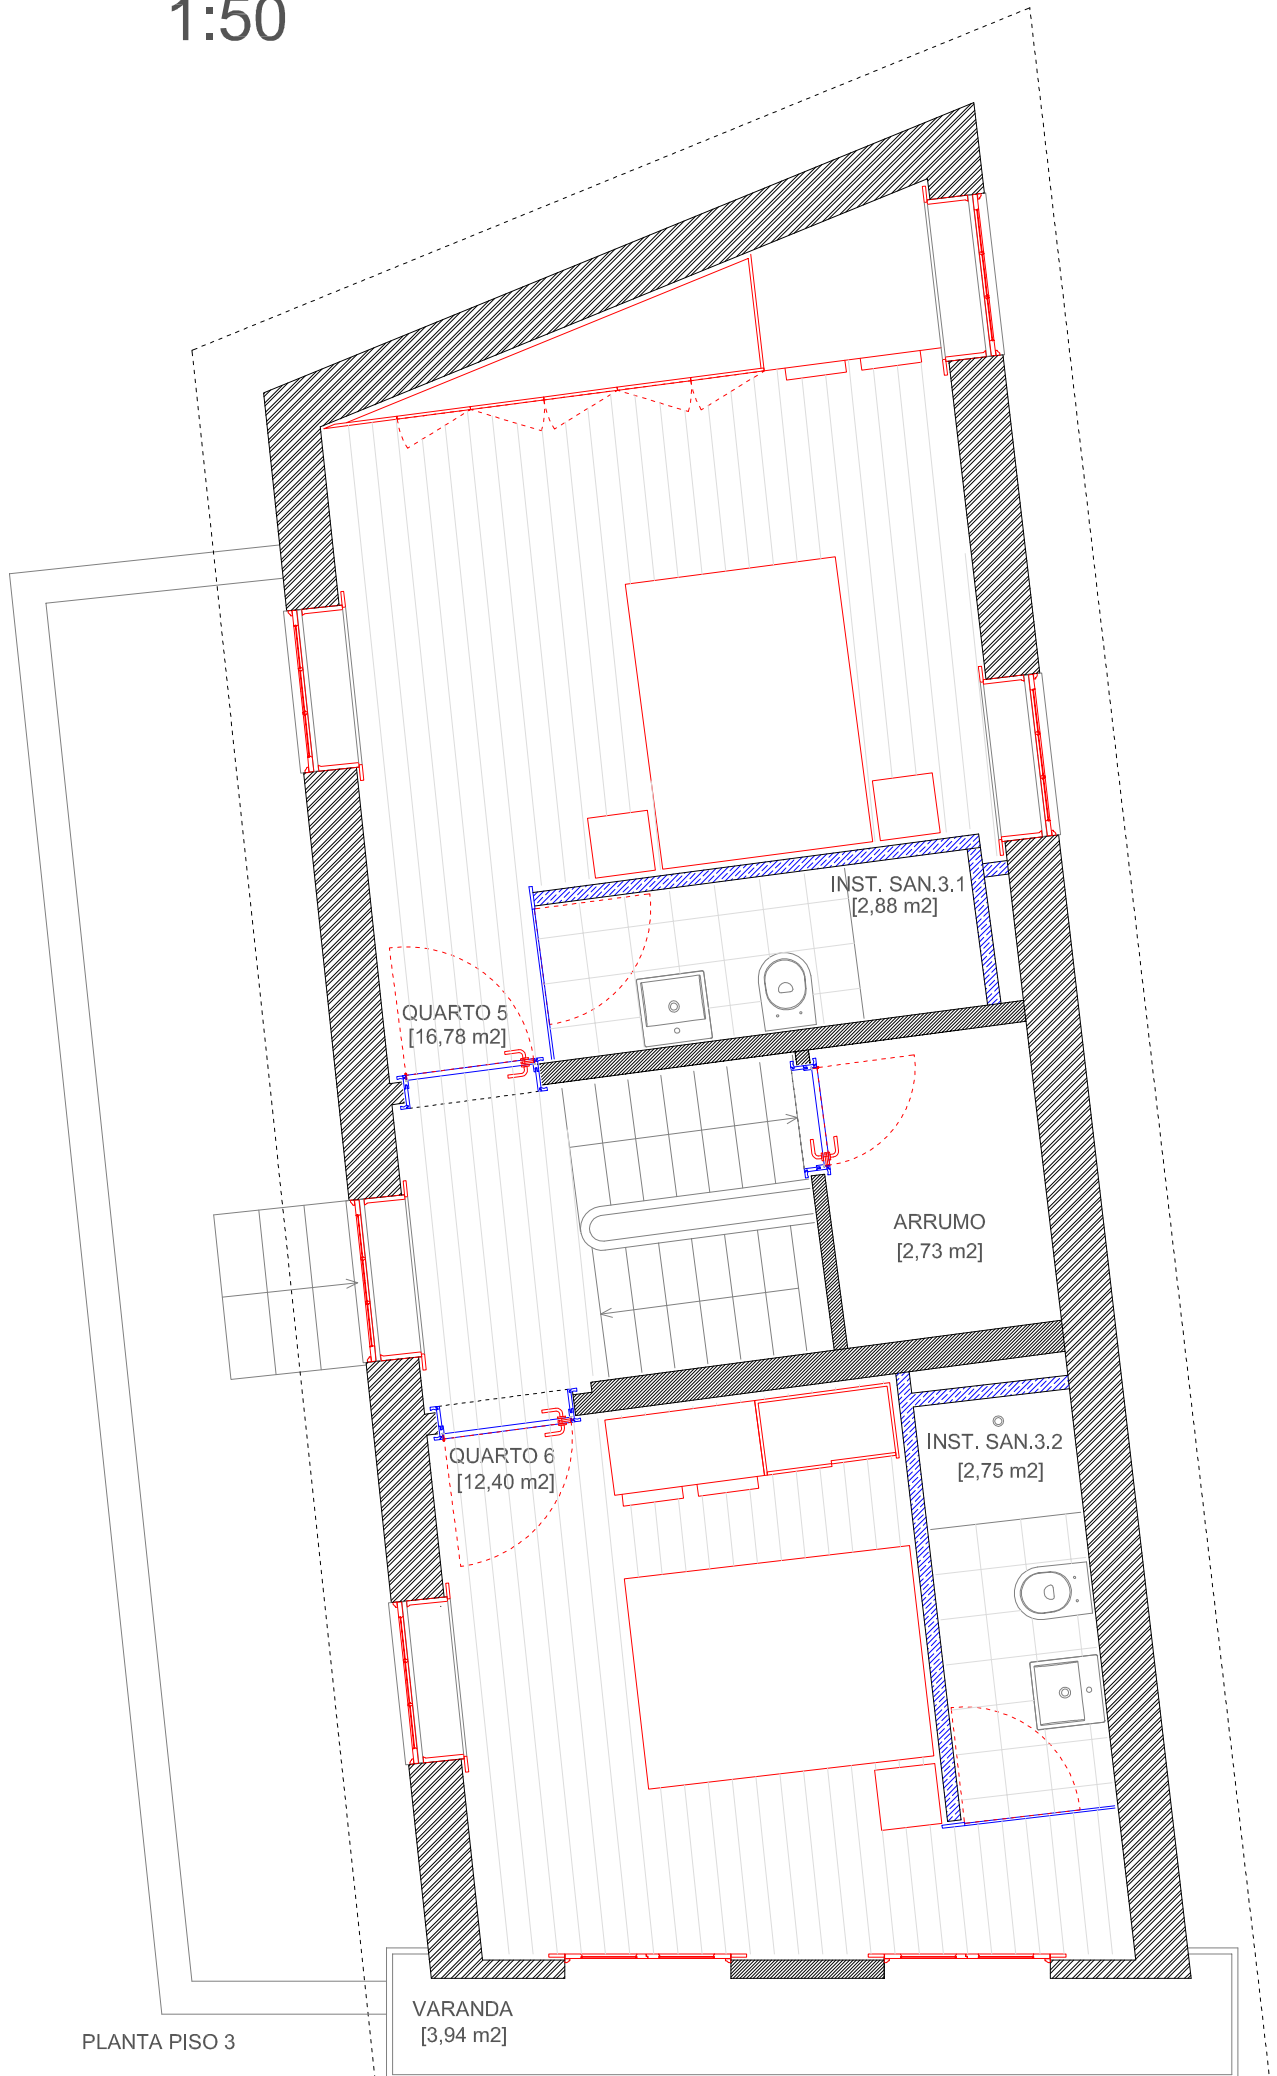 1:50
INST. SAN.3.1
[2,88 m2]
QUARTO 5
[16,78 m2]
ARRUMO
[2,73 m2]
INST. SAN.3.2
[2,75 m2]
QUARTO 6
[12,40 m2]
VARANDA
[3,94 m2]
PLANTA PISO 3